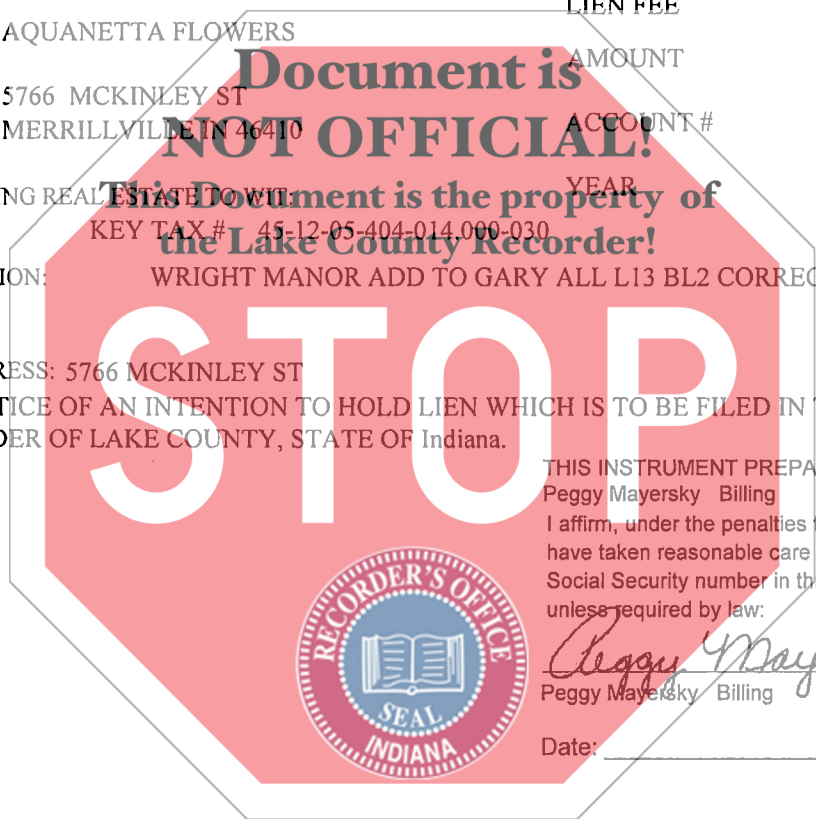 LIEN FEE
AQUANETTA FLOWERS
Document is
AMOUNT
5766 MCKINLEY ST
MERRILLVILLE IN 46410
NOT OFFICIAL!
ACCOUNT #
NG REAL ESTATE TO WIT:
This Document is the property of
YEAR
KEY TAX # 45-12-05-404-014.000-030
the Lake County Recorder!
ION: WRIGHT MANOR ADD TO GARY ALL L13 BL2 CORREC
STOP
RESS: 5766 MCKINLEY ST
TICE OF AN INTENTION TO HOLD LIEN WHICH IS TO BE FILED IN
DER OF LAKE COUNTY, STATE OF Indiana.
THIS INSTRUMENT PREPA
Peggy Mayersky Billing
I affirm, under the penalties
have taken reasonable care
Social Security number in th
unless required by law:
Peggy May
Peggy Mayersky Billing
Date:
RECORDER'S OFFICE
SEAL
INDIANA